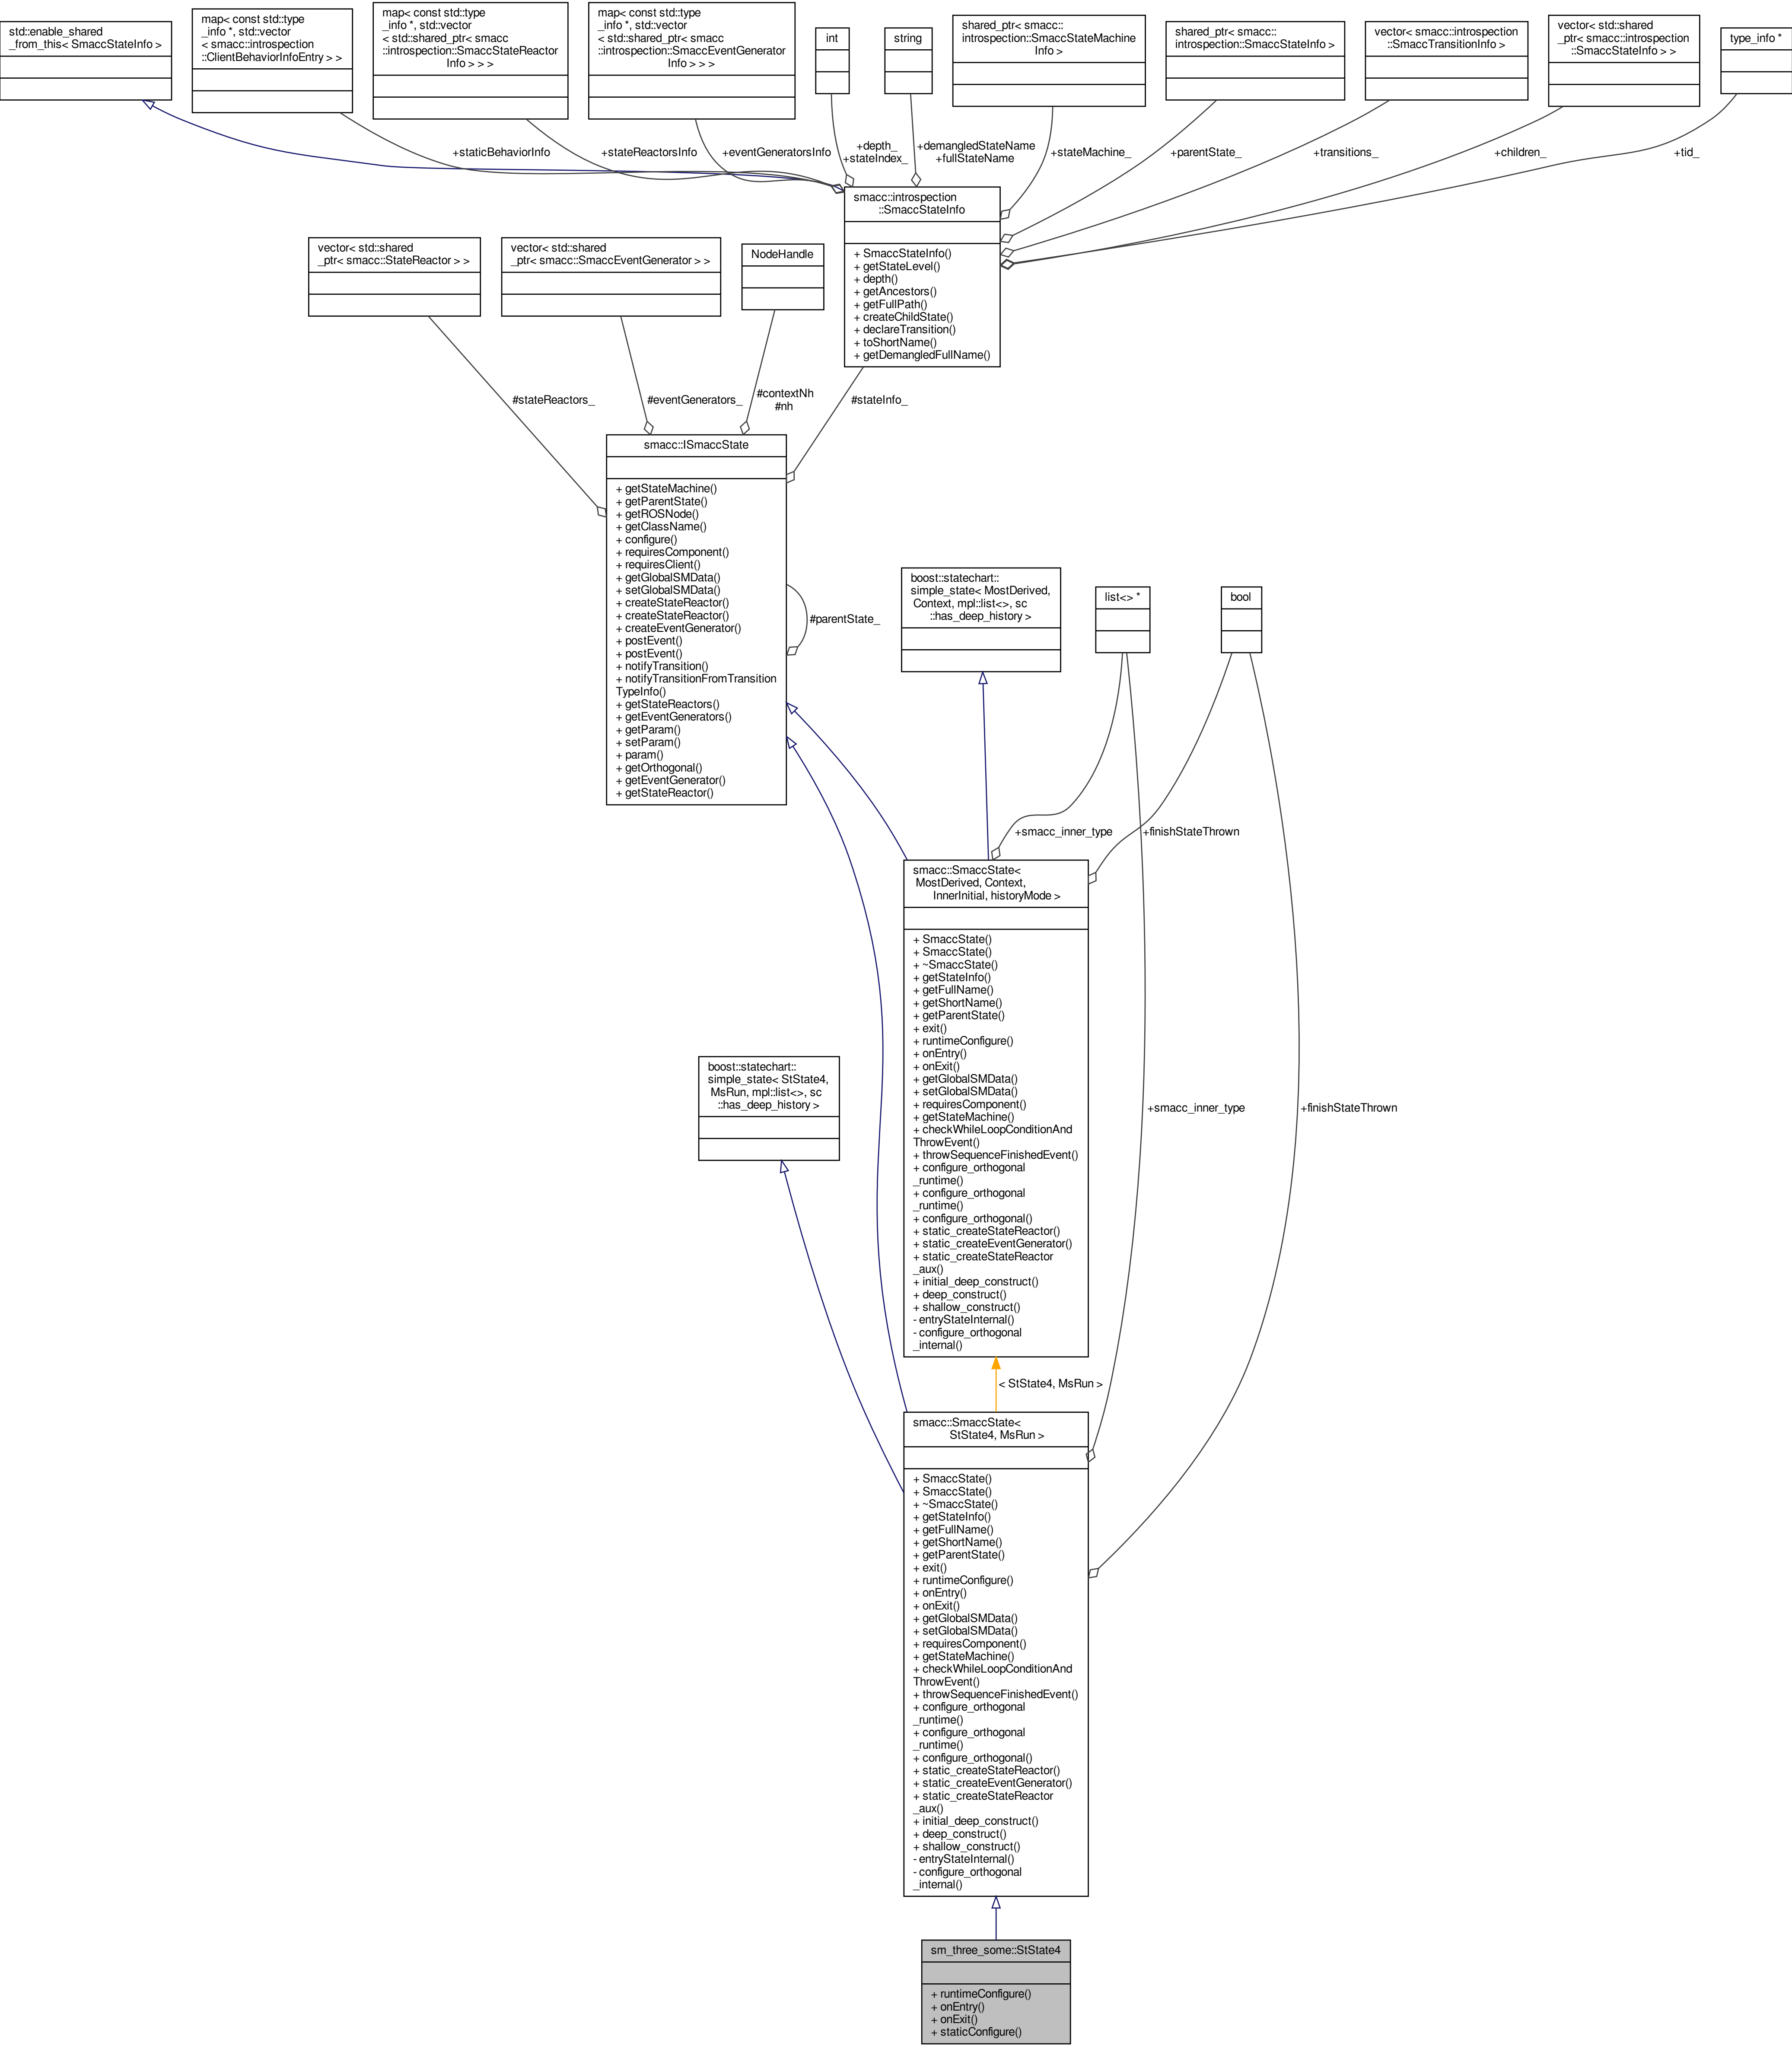 std::enable_shared
_from_this< SmaccStateInfo >
map< const std::type
_info *, std::vector
< smacc::introspection
::ClientBehaviorInfoEntry > >
map< const std::type
_info *, std::vector
< std::shared_ptr< smacc
::introspection::SmaccStateReactor
Info > > >
map< const std::type
_info *, std::vector
< std::shared_ptr< smacc
::introspection::SmaccEventGenerator
Info > > >
int
string
shared_ptr< smacc::
introspection::SmaccStateMachine
Info >
shared_ptr< smacc::
introspection::SmaccStateInfo >
vector< smacc::introspection
::SmaccTransitionInfo >
vector< std::shared
_ptr< smacc::introspection
::SmaccStateInfo > >
type_info *
+staticBehaviorInfo
+stateReactorsInfo
+eventGeneratorsInfo
+depth_
+stateIndex_
+demangledStateName
+fullStateName
+stateMachine_
+parentState_
+transitions_
+children_
+tid_
smacc::introspection
::SmaccStateInfo
+ SmaccStateInfo()
+ getStateLevel()
+ depth()
+ getAncestors()
+ getFullPath()
+ createChildState()
+ declareTransition()
+ toShortName()
+ getDemangledFullName()
vector< std::shared
_ptr< smacc::StateReactor > >
vector< std::shared
_ptr< smacc::SmaccEventGenerator > >
NodeHandle
#stateReactors_
#eventGenerators_
#contextNh
#nh
#stateInfo_
smacc::ISmaccState
+ getStateMachine()
+ getParentState()
+ getROSNode()
+ getClassName()
+ configure()
+ requiresComponent()
+ requiresClient()
+ getGlobalSMData()
+ setGlobalSMData()
+ createStateReactor()
+ createStateReactor()
+ createEventGenerator()
+ postEvent()
+ postEvent()
+ notifyTransition()
+ notifyTransitionFromTransition
TypeInfo()
+ getStateReactors()
+ getEventGenerators()
+ getParam()
+ setParam()
+ param()
+ getOrthogonal()
+ getEventGenerator()
+ getStateReactor()
#parentState_
boost::statechart::
simple_state< MostDerived,
Context, mpl::list<>, sc
::has_deep_history >
list<> *
bool
+smacc_inner_type
+finishStateThrown
smacc::SmaccState<
MostDerived, Context,
InnerInitial, historyMode >
+ SmaccState()
+ SmaccState()
+ ~SmaccState()
+ getStateInfo()
+ getFullName()
+ getShortName()
+ getParentState()
+ exit()
+ runtimeConfigure()
+ onEntry()
+ onExit()
+ getGlobalSMData()
+ setGlobalSMData()
+ requiresComponent()
+ getStateMachine()
+ checkWhileLoopConditionAnd
ThrowEvent()
+ throwSequenceFinishedEvent()
+ configure_orthogonal
_runtime()
+ configure_orthogonal
_runtime()
+ configure_orthogonal()
+ static_createStateReactor()
+ static_createEventGenerator()
+ static_createStateReactor
_aux()
+ initial_deep_construct()
+ deep_construct()
+ shallow_construct()
- entryStateInternal()
- configure_orthogonal
_internal()
boost::statechart::
simple_state< StState4,
MsRun, mpl::list<>, sc
::has_deep_history >
+smacc_inner_type
+finishStateThrown
< StState4, MsRun >
smacc::SmaccState<
StState4, MsRun >
+ SmaccState()
+ SmaccState()
+ ~SmaccState()
+ getStateInfo()
+ getFullName()
+ getShortName()
+ getParentState()
+ exit()
+ runtimeConfigure()
+ onEntry()
+ onExit()
+ getGlobalSMData()
+ setGlobalSMData()
+ requiresComponent()
+ getStateMachine()
+ checkWhileLoopConditionAnd
ThrowEvent()
+ throwSequenceFinishedEvent()
+ configure_orthogonal
_runtime()
+ configure_orthogonal
_runtime()
+ configure_orthogonal()
+ static_createStateReactor()
+ static_createEventGenerator()
+ static_createStateReactor
_aux()
+ initial_deep_construct()
+ deep_construct()
+ shallow_construct()
- entryStateInternal()
- configure_orthogonal
_internal()
sm_three_some::StState4
+ runtimeConfigure()
+ onEntry()
+ onExit()
+ staticConfigure()